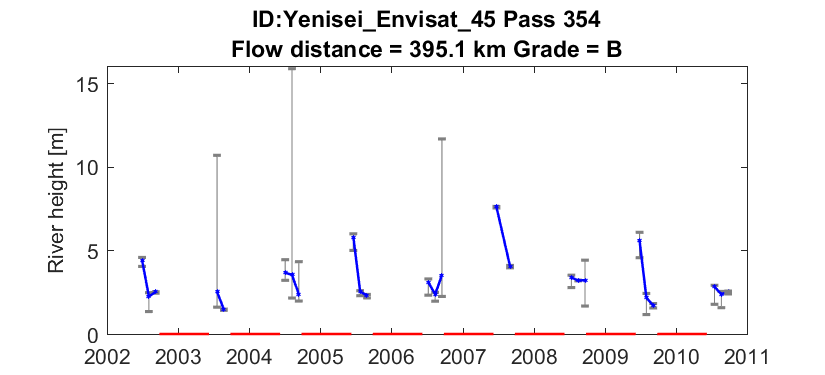 ID:Yenisei_Envisat_45 Pass 354
Flow distance = 395.1 km Grade = B
River height [m]
15
10
5
0
2002 2003 2004 2005 2006 2007 2008 2009 2010 2011